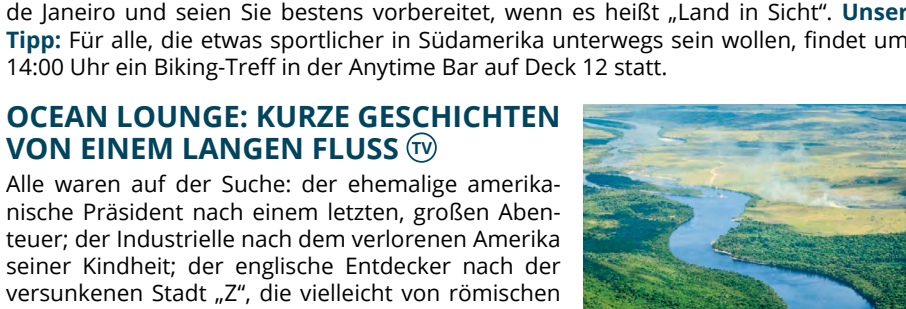 de Janeiro und seien Sie bestens vorbereitet, wenn es heißt „Land in Sicht“. Unser
Tipp: Für alle, die etwas sportlicher in Südamerika unterwegs sein wollen, findet um
14:00 Uhr ein Biking-Treff in der Anytime Bar auf Deck 12 statt.
OCEAN LOUNGE: KURZE GESCHICHTEN
VON EINEM LANGEN FLUSS TV
Alle waren auf der Suche: der ehemalige amerika-
nische Präsident nach einem letzten, großen Aben-
teuer; der Industrielle nach dem verlorenen Amerika
seiner Kindheit; der englische Entdecker nach der
versunkenen Stadt „Z“, die vielleicht von römischen